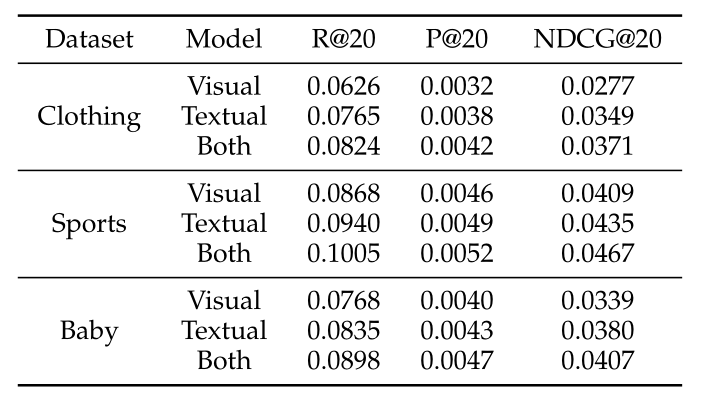 Dataset Model R@20 P@20 NDCG@20
Visual 0.0626 0.0032 0.0277
Clothing Textual 0.0765 0.0038 0.0349
Both 0.0824 0.0042 0.0371
Visual 0.0868 0.0046 0.0409
Sports Textual 0.0940 0.0049 0.0435
Both 0.1005 0.0052 0.0467
Visual 0.0768 0.0040 0.0339
Baby Textual 0.0835 0.0043 0.0380
Both 0.0898 0.0047 0.0407